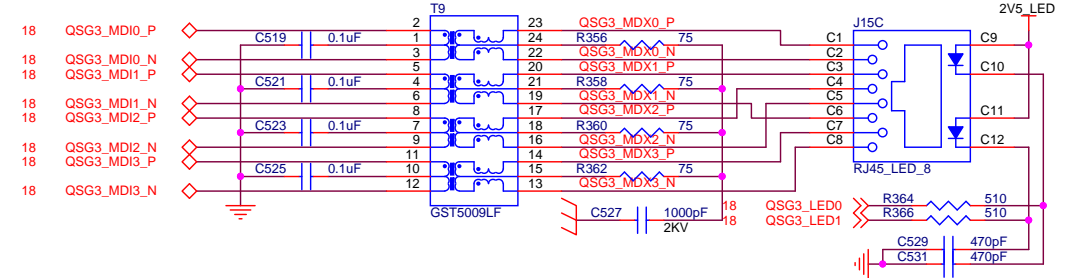 T9 2V5_LED
18 QSG3_MDI0_P 2 23 QSG3_MDX0_P J15C
C519 0.1uF 1 24 R356 75 C1 C9
18 QSG3_MDI0_N 3 22 QSG3_MDX0_N C2
18 QSG3_MDI1_P 5 20 QSG3_MDX1_P C3 C10
C521 0.1uF 4 21 R358 75 C4
18 QSG3_MDI1_N 6 19 QSG3_MDX1_N C5
18 QSG3_MDI2_P 8 17 QSG3_MDX2_P C6 C11
C523 0.1uF 7 18 R360 75 C7
18 QSG3_MDI2_N 9 16 QSG3_MDX2_N C8 C12
18 QSG3_MDI3_P 11 14 QSG3_MDX3_P
C525 0.1uF 10 15 R362 75 RJ45_LED_8
18 QSG3_MDI3_N 12 13 QSG3_MDX3_N
GST5009LF
C527 1000pF 18 QSG3_LED0 R364 510
2KV 18 QSG3_LED1 R366 510
C529 470pF
C531 470pF